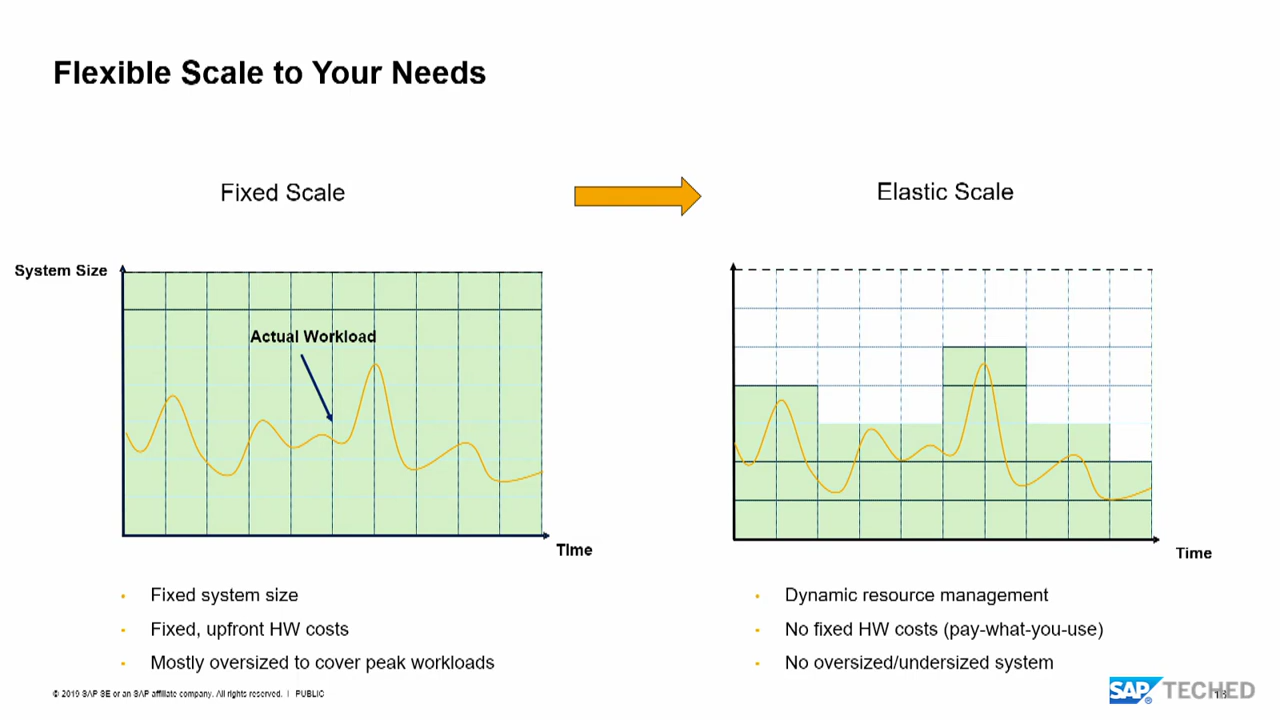 Flexible Scale to Your Needs
Fixed Scale
Elastic Scale
System Size
Actual Workload
Time
Time
• Fixed system size
• Fixed, upfront HW costs
• Mostly oversized to cover peak workloads
• Dynamic resource management
• No fixed HW costs (pay-what-you-use)
• No oversized/undersized system
© 2019 SAP SE or an SAP affiliate company. All rights reserved. | PUBLIC
SAP TECHED